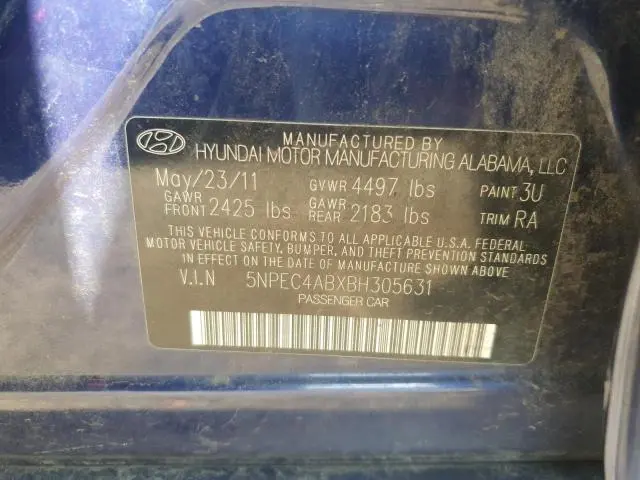 MANUFACTURED BY
HYUNDAI MOTOR MANUFACTURING ALABAMA, LLC
May/23/11 GVWR 4497 lbs PAINT 3U
GAWR FRONT 2425 lbs GAWR REAR 2183 lbs TRIM RA
THIS VEHICLE CONFORMS TO ALL APPLICABLE U.S.A. FEDERAL
MOTOR VEHICLE SAFETY, BUMPER, AND THEFT PREVENTION STANDARDS
IN EFFECT ON THE DATE OF MANUFACTURE SHOWN ABOVE
V.I.N 5NPEC4ABXBH305631
PASSENGER CAR